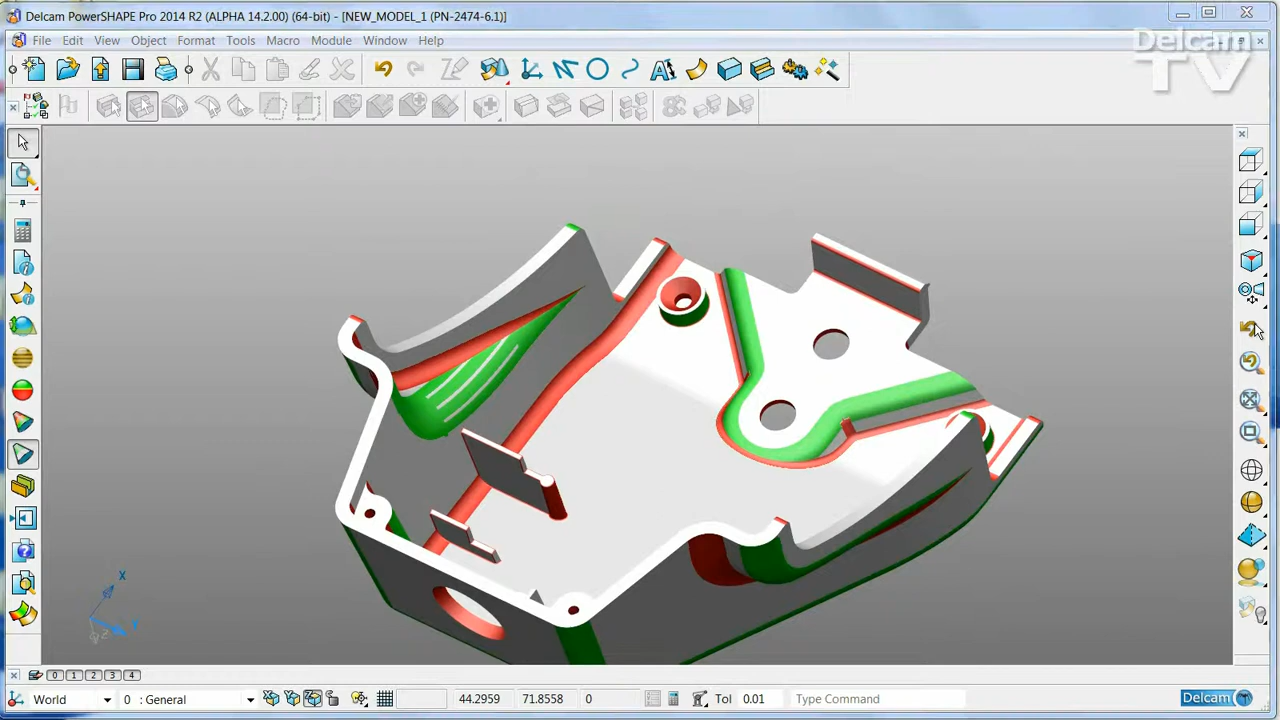 Delcam PowerSHAPE Pro 2014 R2 (ALPHA 14.2.00) (64-bit) - [NEW_MODEL_1 (PN-2474-6.1)]
File Edit View Object Format Tools Macro Module Window Help
Delcam
TV
X
Y
Z
0 1 2 3 4
World 0 : General 44.2959 71.8558 0 Tol 0.01 Type Command Delcam